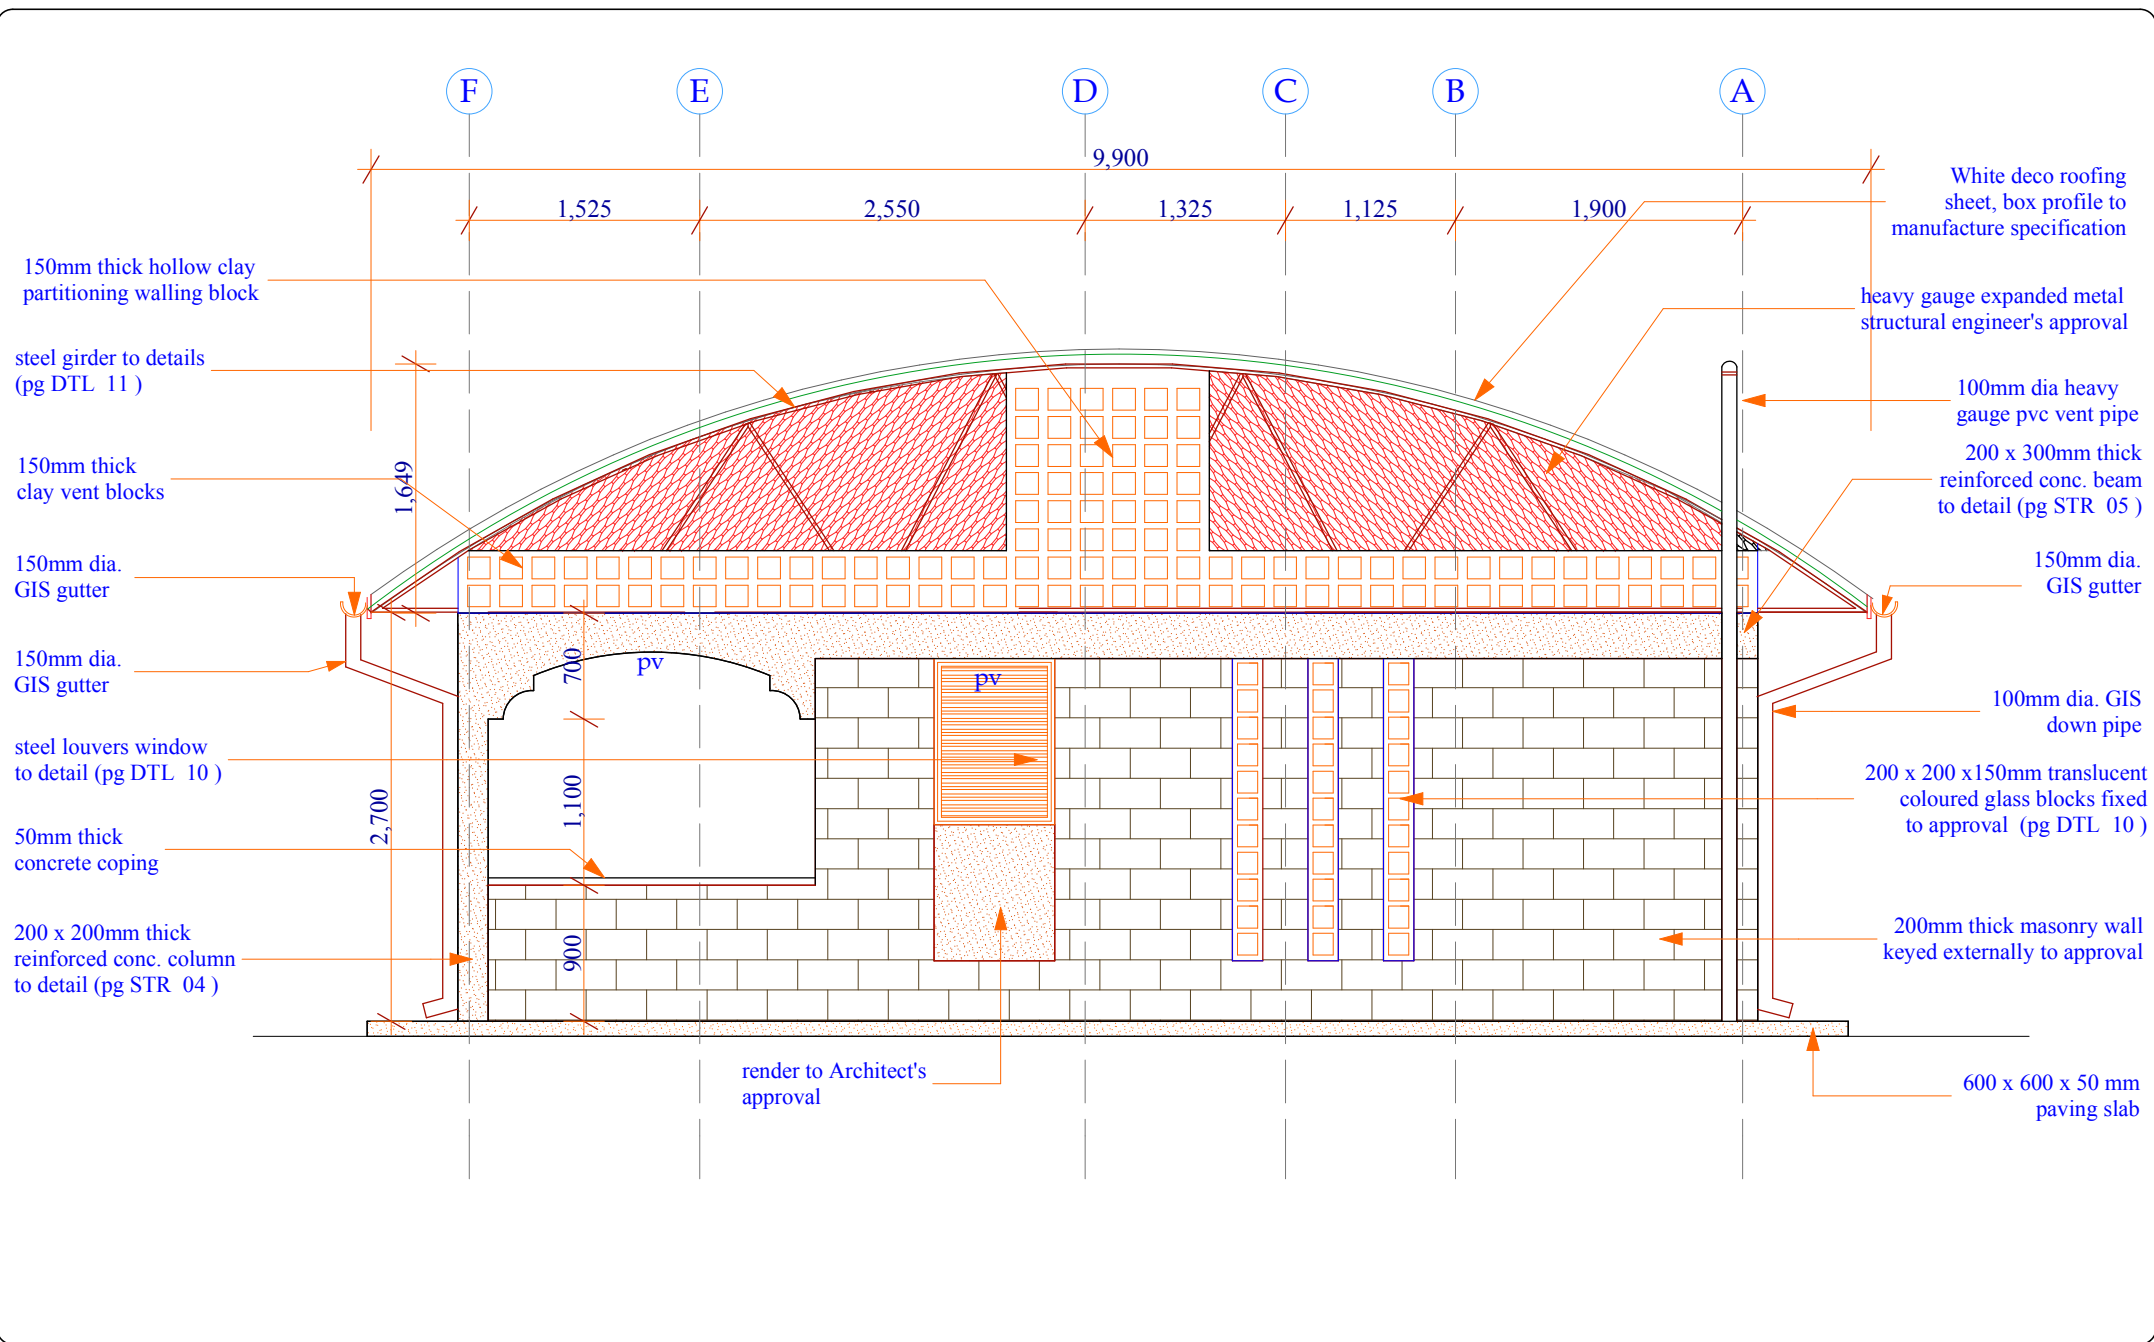 F
E
D
C
B
A
9,900
1,525
2,550
1,325
1,125
1,900
White deco roofing
sheet, box profile to
manufacture specification
150mm thick hollow clay
partitioning walling block
heavy gauge expanded metal
structural engineer's approval
steel girder to details
(pg DTL 11 )
100mm dia heavy
gauge pvc vent pipe
150mm thick
clay vent blocks
1,649
200 x 300mm thick
reinforced conc. beam
to detail (pg STR 05 )
150mm dia.
GIS gutter
150mm dia.
GIS gutter
150mm dia.
GIS gutter
700
pv
pv
100mm dia. GIS
down pipe
steel louvers window
to detail (pg DTL 10 )
2,700
1,100
200 x 200 x150mm translucent
coloured glass blocks fixed
to approval (pg DTL 10 )
50mm thick
concrete coping
200 x 200mm thick
reinforced conc. column
to detail (pg STR 04 )
900
200mm thick masonry wall
keyed externally to approval
render to Architect's
approval
600 x 600 x 50 mm
paving slab